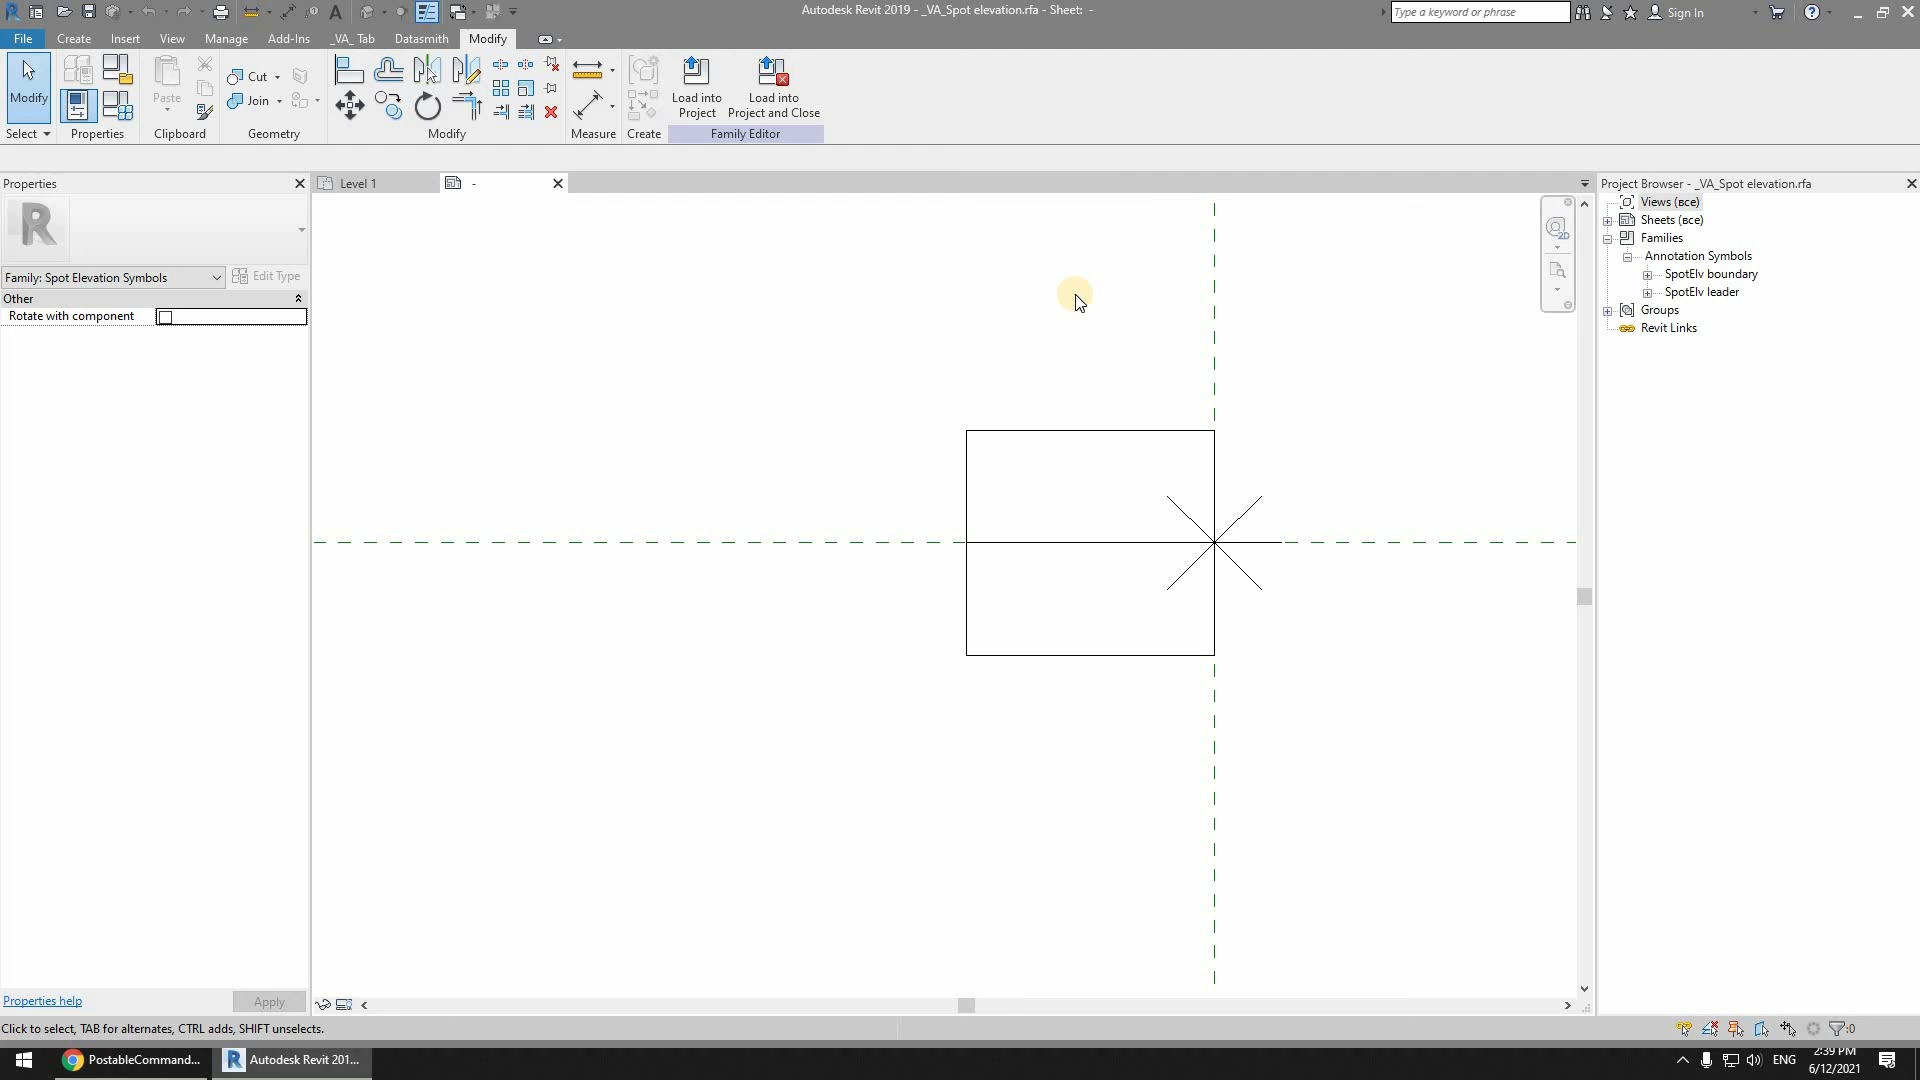 Autodesk Revit 2019 - _VA_Spot elevation.rfa - Sheet: -
Type a keyword or phrase
Sign In
File Create Insert View Manage Add-Ins _VA_ Tab Datasmith Modify
Modify
Paste
Cut
Join
Load into
Project
Load into
Project and Close
Select Properties Clipboard Geometry Modify Measure Create Family Editor
Properties
Level 1
-
Project Browser - _VA_Spot elevation.rfa
R
Family: Spot Elevation Symbols
Edit Type
Other
Rotate with component
2D
Views (все)
Sheets (все)
Families
Annotation Symbols
SpotElv boundary
SpotElv leader
Groups
Revit Links
Properties help
Apply
Click to select, TAB for alternates, CTRL adds, SHIFT unselects.
:0
PostableCommand...
Autodesk Revit 201...
ENG
2:39 PM
6/12/2021